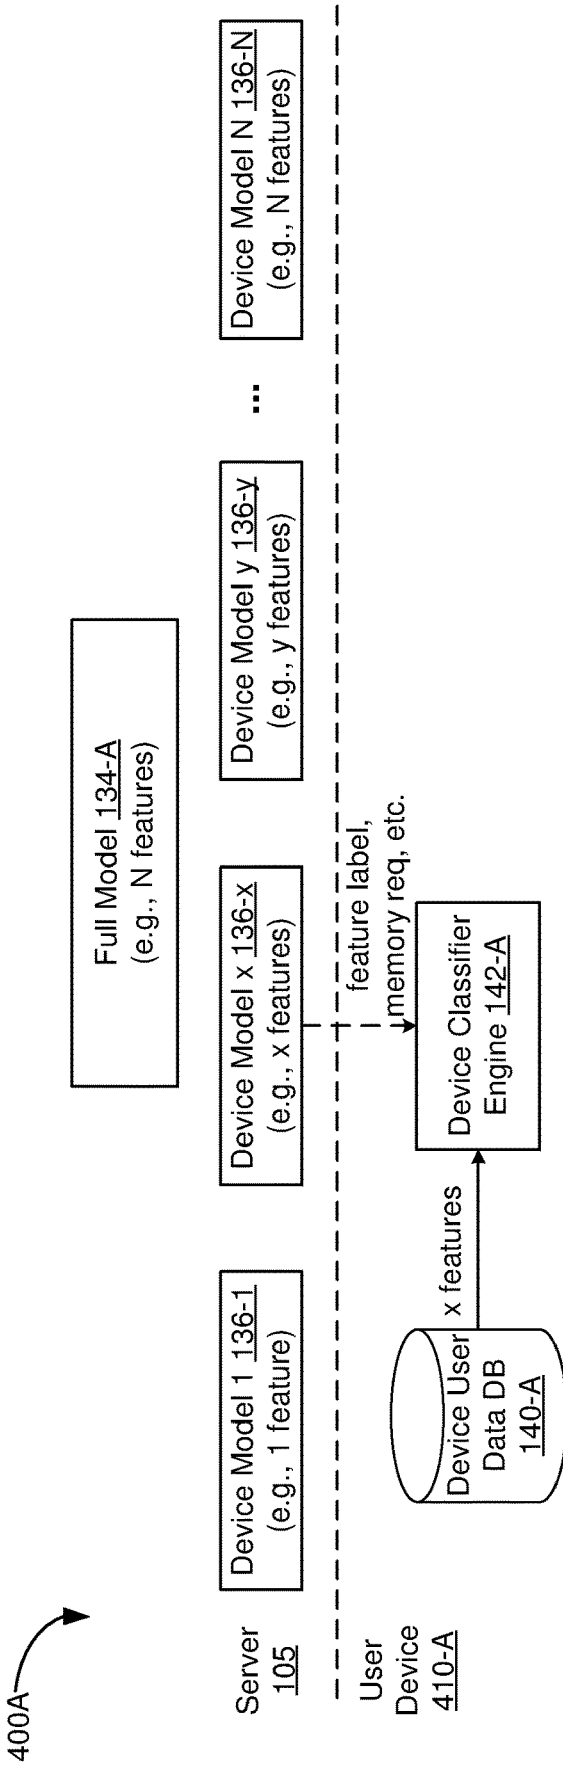 400A
Full Model 134-A
(e.g., N features)
Server
105
Device Model 1 136-1
(e.g., 1 feature)
Device Model x 136-x
(e.g., x features)
Device Model y 136-y
(e.g., y features)
...
Device Model N 136-N
(e.g., N features)
User
Device
410-A
feature label,
memory req, etc.
Device User
Data DB
140-A
x features
Device Classifier
Engine 142-A